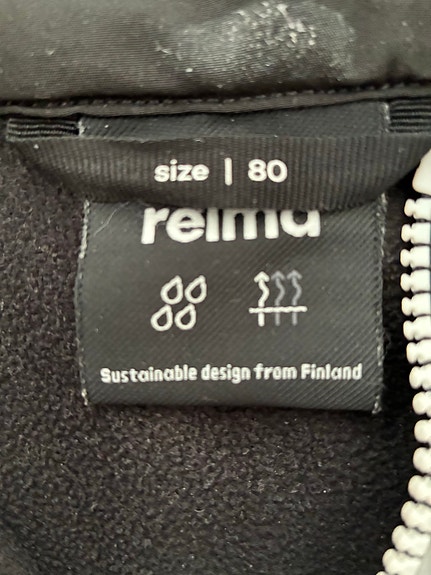 size | 80
reima
Sustainable design from Finland